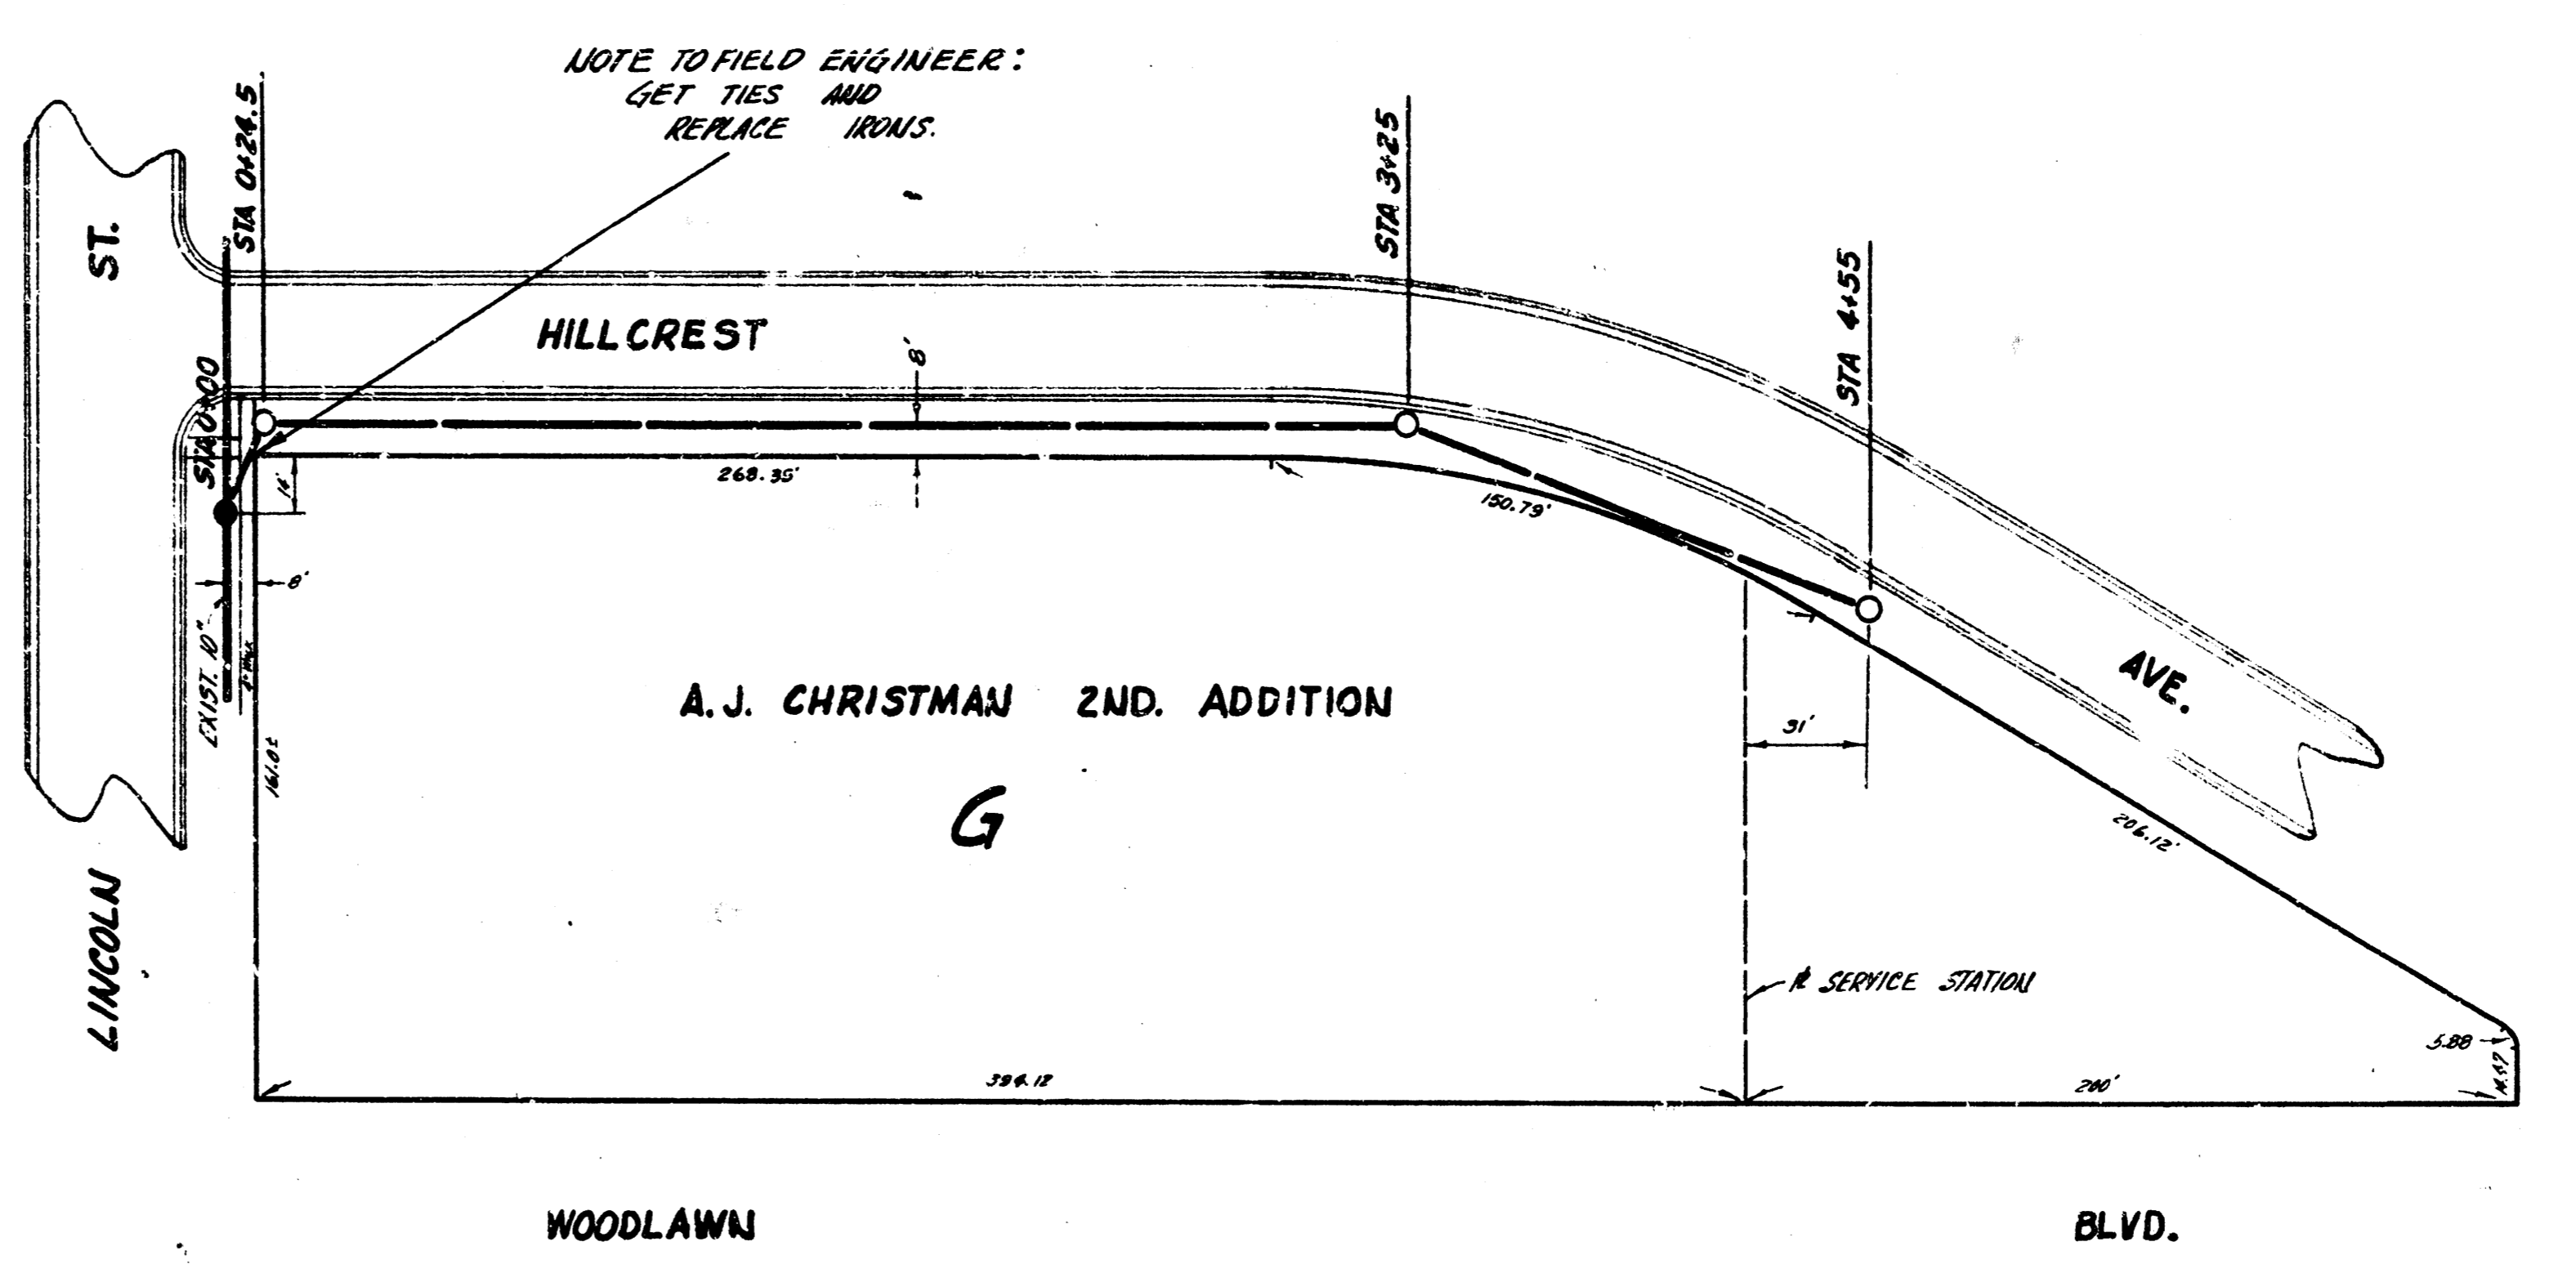 NOTE TO FIELD ENGINEER:
GET TIES AND
REPLACE IRONS.
STA 0+24.5
STA 3+25
STA 4+55
ST.
HILLCREST
8'
STA 0+00
268.35'
14'
150.79'
8'
EXIST. 10"
A.J. CHRISTMAN 2ND. ADDITION
AVE.
31'
161.0±
G
206.12'
LINCOLN
℄ SERVICE STATION
5.88
394.12
200'
14.47
WOODLAWN
BLVD.